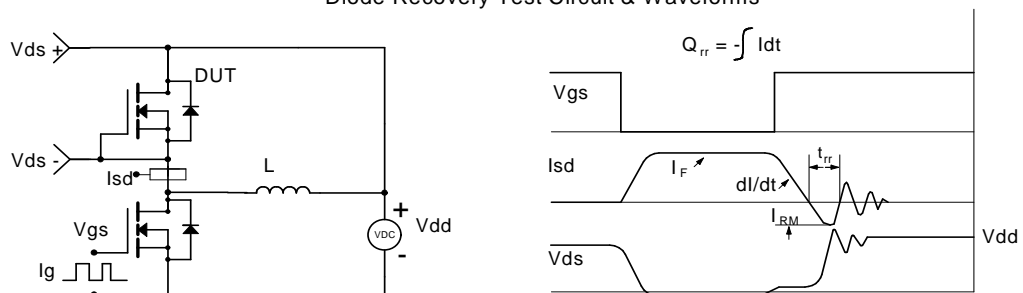 Diode Recovery Test Circuit & Waveforms
Vds +
DUT
Vds -
Isd
L
Vgs
Ig
+
VDC
-
Vdd
Q rr = - ∫ Idt
Vgs
Isd
I F
dI/dt
t rr
I RM
Vds
Vdd